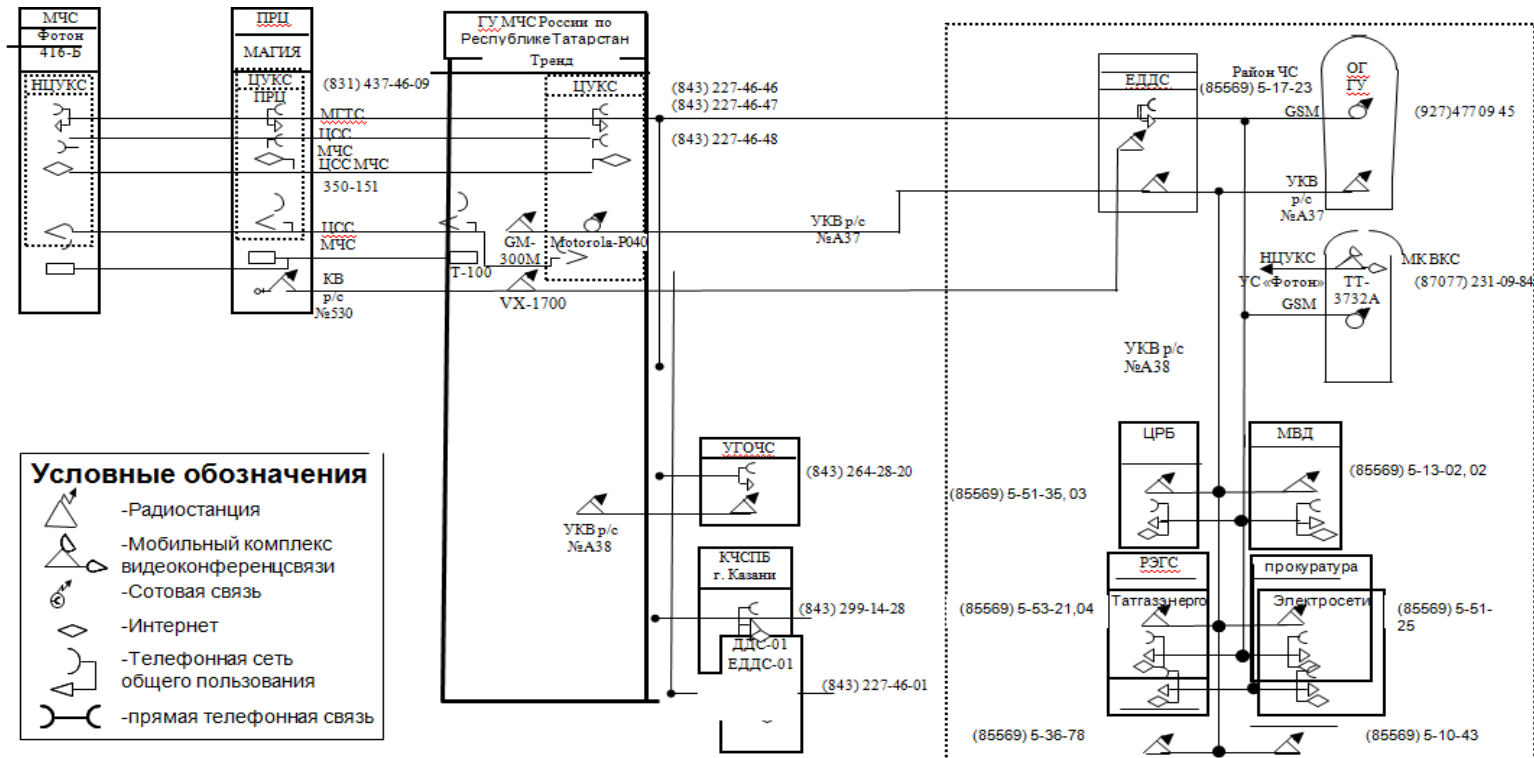 МЧС
Фотон
416-Б
НЦУКС
ПРЦ
МАГИЯ
ЦУКС
ПРЦ
(831) 437-46-09
МГТС
ЦСС
МЧС
ЦСС МЧС
350-151
ЦСС
МЧС
КВ
р/с
№530
ГУ МЧС России по
Республике Татарстан
Тренд
ЦУКС
GM-
300М
Motorola-P040
Т-100
VX-1700
(843) 227-46-46
(843) 227-46-47
(843) 227-46-48
УКВ р/с
№А37
ЕДДС
Район ЧС
(85569) 5-17-23
GSM
ОГ
ГУ
(927)477 09 45
УКВ
р/с
№А37
НЦУКС
УС «Фотон»
GSM
ТТ-
3732А
МК ВКС
(87077) 231-09-84
УКВ р/с
№А38
УКВ р/с
№А38
УГОЧС
(843) 264-28-20
КЧСПБ
г. Казани
(843) 299-14-28
ДДС-01
ЕДДС-01
(843) 227-46-01
ЦРБ
(85569) 5-51-35, 03
МВД
(85569) 5-13-02, 02
РЭГС
Татгазэнерго
(85569) 5-53-21,04
прокуратура
Электросети
(85569) 5-51-
25
(85569) 5-36-78
(85569) 5-10-43
Условные обозначения
-Радиостанция
-Мобильный комплекс
видеоконференцсвязи
-Сотовая связь
-Интернет
-Телефонная сеть
общего пользования
-прямая телефонная связь